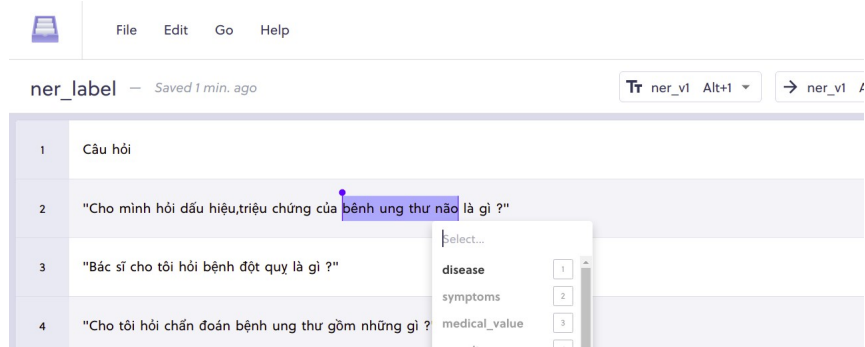 File Edit Go Help
ner_label — Saved 1 min. ago
Tт ner_v1 Alt+1
→ ner_v1
1 Câu hỏi
2 "Cho mình hỏi dấu hiệu,triệu chứng của bênh ung thư não là gì ?"
Select...
3 "Bác sĩ cho tôi hỏi bệnh đột quỵ là gì ?"
disease 1
symptoms 2
4 "Cho tôi hỏi chẩn đoán bệnh ung thư gồm những gì ?
medical_value 3